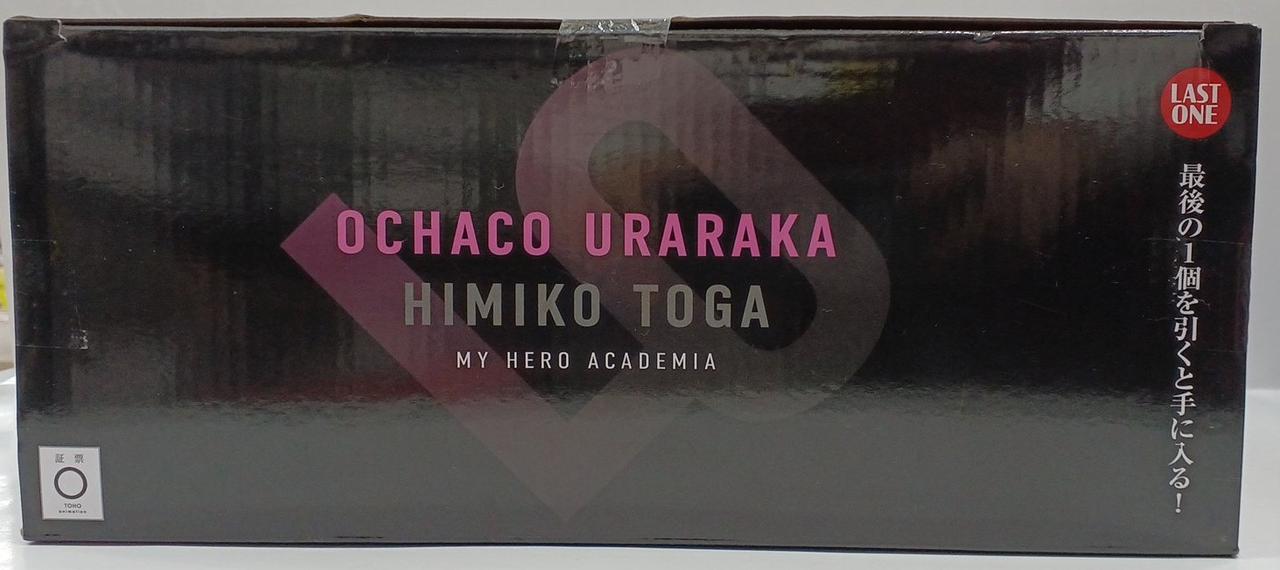 OCHACO URARAKA
HIMIKO TOGA
MY HERO ACADEMIA
LAST
ONE
最後の1個を引くと手に入る!
証 票
TOHO
animation